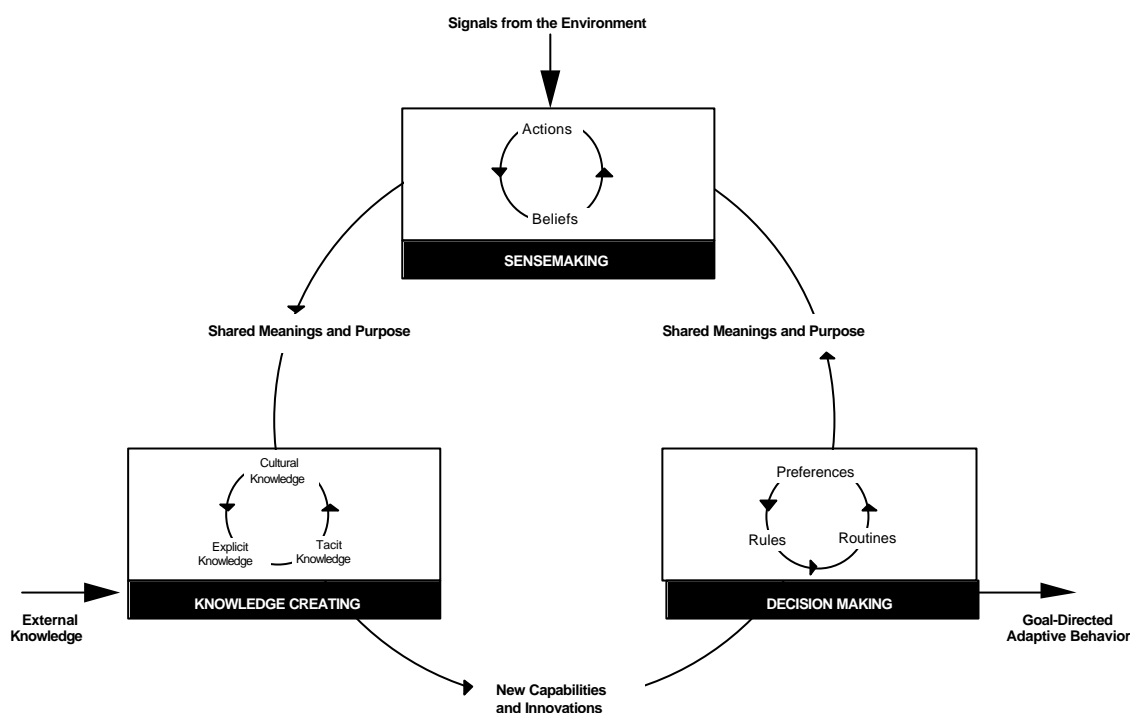 Signals from the Environment
Actions
Beliefs
SENSEMAKING
Shared Meanings and Purpose
Shared Meanings and Purpose
Cultural
Knowledge
Explicit
Knowledge
Tacit
Knowledge
KNOWLEDGE CREATING
Preferences
Rules
Routines
DECISION MAKING
External
Knowledge
Goal-Directed
Adaptive Behavior
New Capabilities
and Innovations